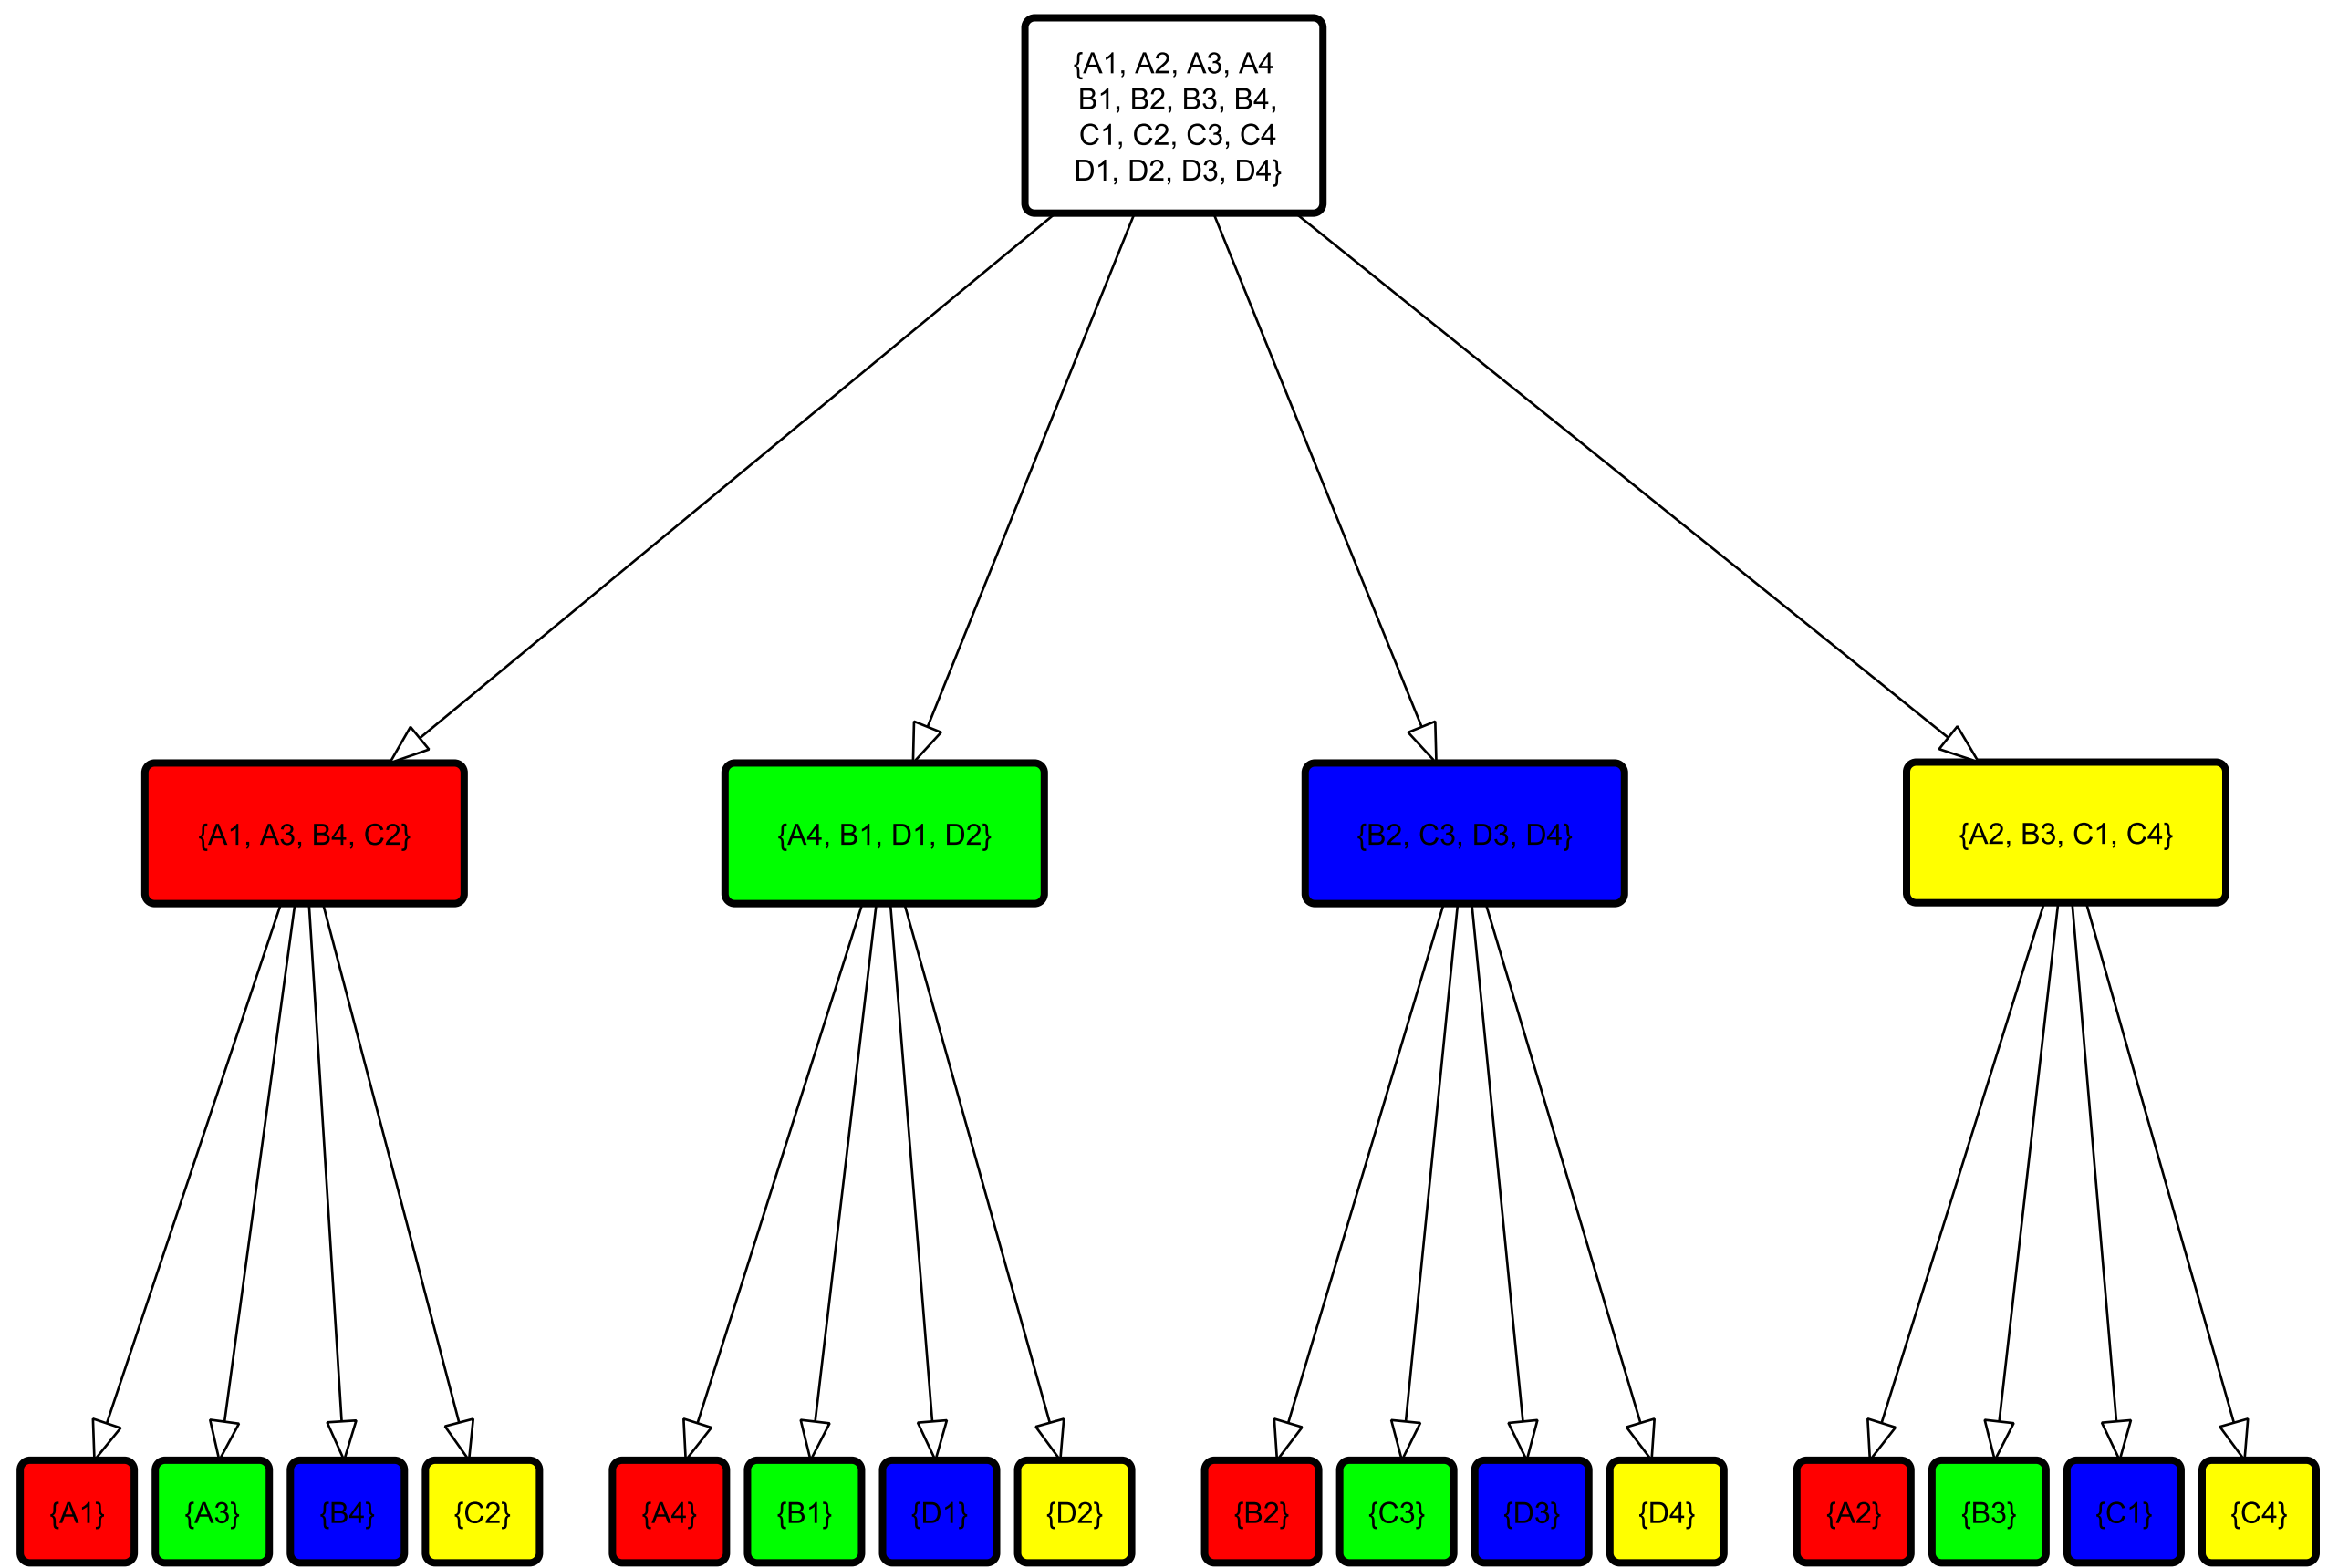 {A1, A2, A3, A4
B1, B2, B3, B4,
C1, C2, C3, C4
D1, D2, D3, D4}
{A1, A3, B4, C2}
{A4, B1, D1, D2}
{B2, C3, D3, D4}
{A2, B3, C1, C4}
{A1}
{A3}
{B4}
{C2}
{A4}
{B1}
{D1}
{D2}
{B2}
{C3}
{D3}
{D4}
{A2}
{B3}
{C1}
{C4}